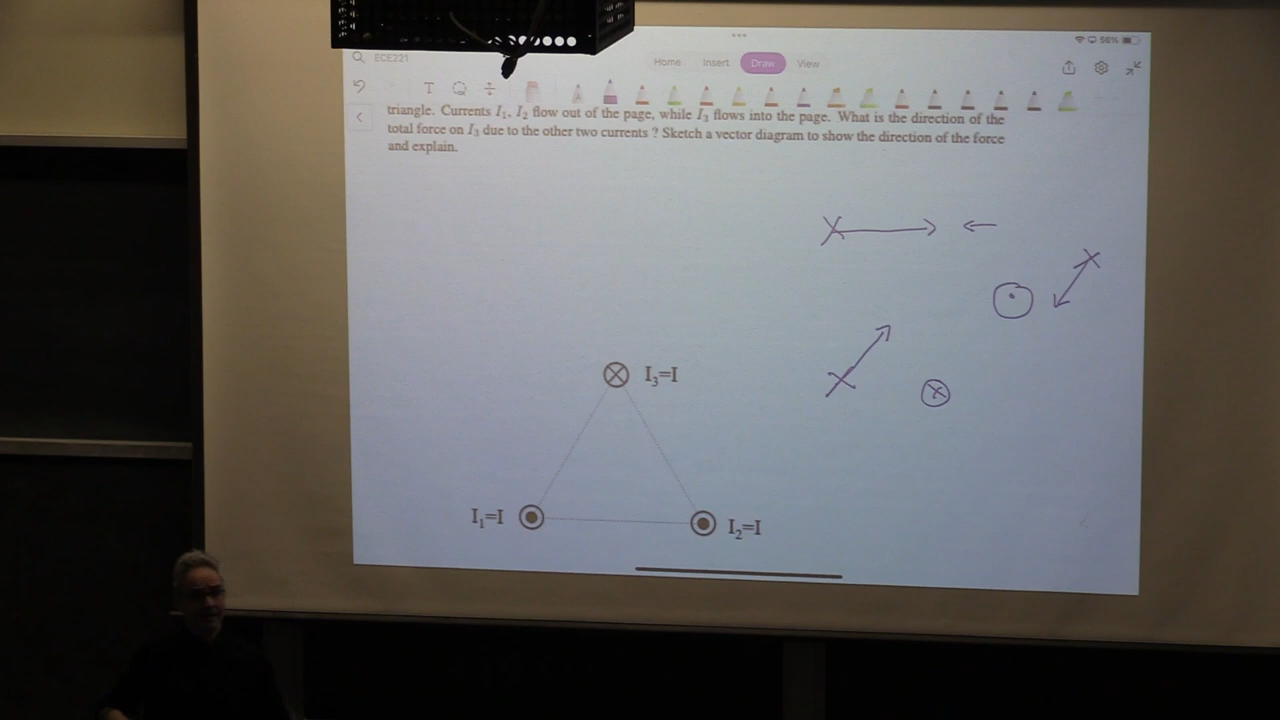 56%
ECE221
Home Insert Draw View
T
triangle. Currents I₁, I₂ flow out of the page, while I₃ flows into the page. What is the direction of the
total force on I₃ due to the other two currents ? Sketch a vector diagram to show the direction of the force
and explain.
I₃=I
I₁=I
I₂=I